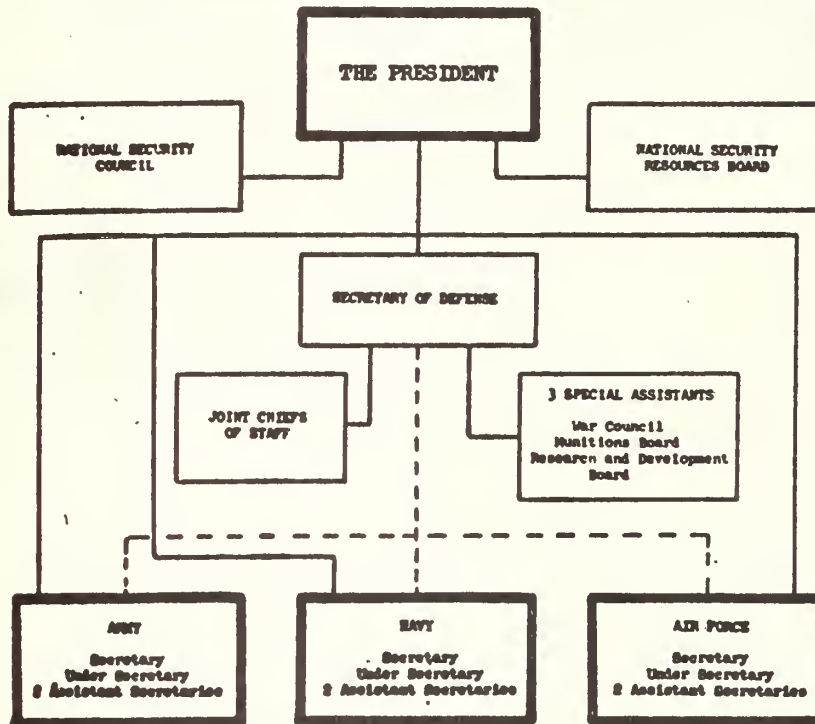 THE PRESIDENT
NATIONAL SECURITY
COUNCIL
NATIONAL SECURITY
RESOURCES BOARD
SECRETARY OF DEFENSE
JOINT CHIEFS
OF STAFF
3 SPECIAL ASSISTANTS
War Council
Munitions Board
Research and Development
Board
ARMY
Secretary
Under Secretary
2 Assistant Secretaries
NAVY
Secretary
Under Secretary
2 Assistant Secretaries
AIR FORCE
Secretary
Under Secretary
2 Assistant Secretaries